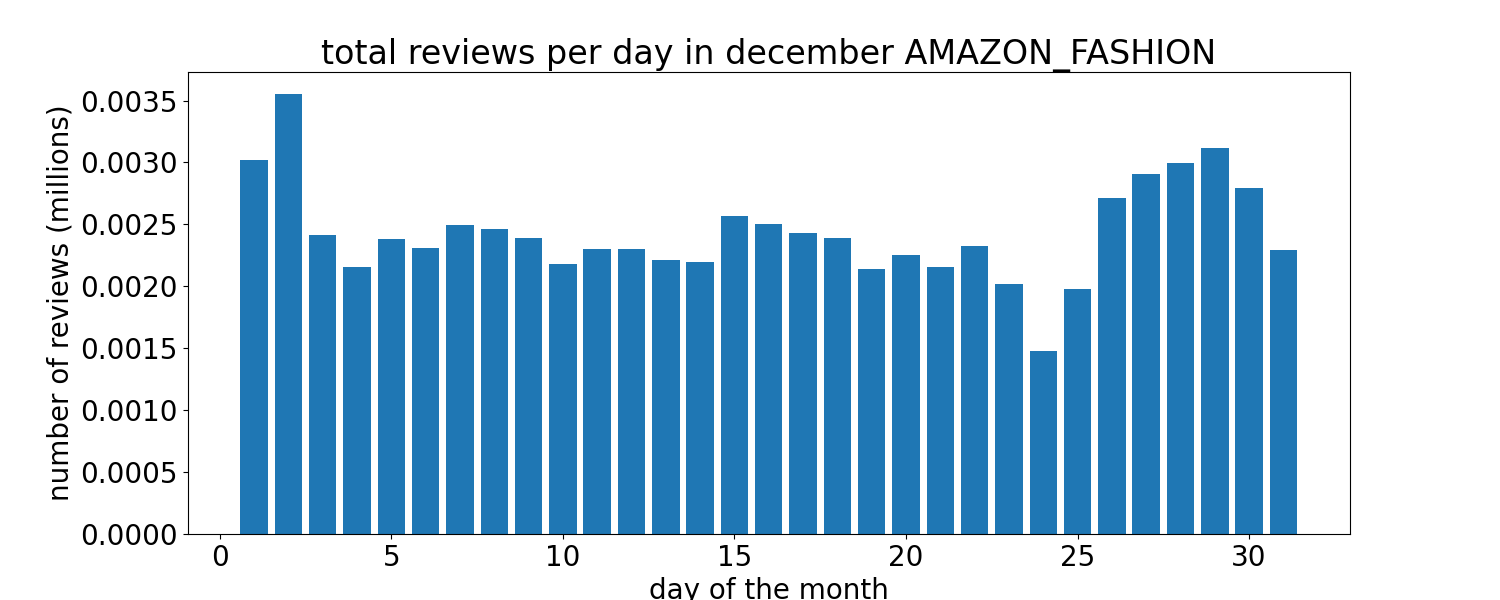 total reviews per day in december AMAZON_FASHION
number of reviews (millions)
0.0035
0.0030
0.0025
0.0020
0.0015
0.0010
0.0005
0.0000
0 5 10 15 20 25 30
day of the month